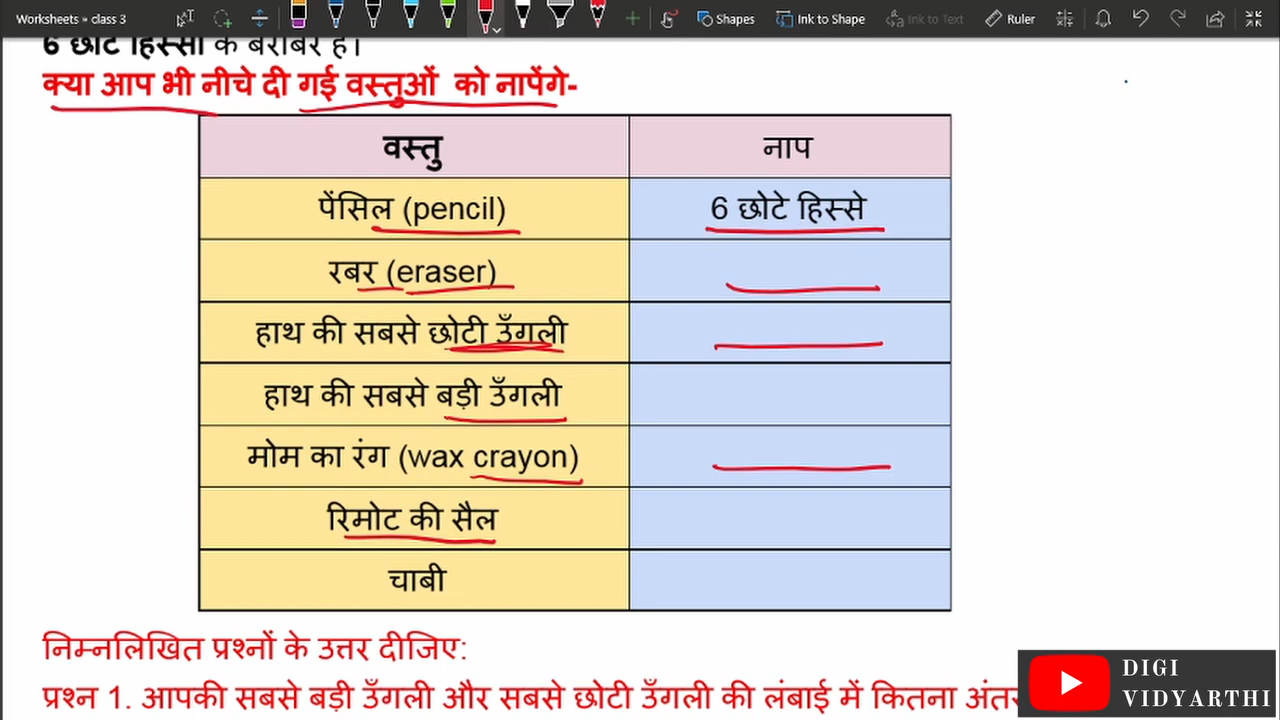 Worksheets » class 3
Shapes
Ink to Shape
Ink to Text
Ruler
6 छोटे हिस्सों के बराबर है।
क्या आप भी नीचे दी गई वस्तुओं को नापेंगे-
वस्तु नाप
पेंसिल (pencil) 6 छोटे हिस्से
रबर (eraser)
हाथ की सबसे छोटी उँगली
हाथ की सबसे बड़ी उँगली
मोम का रंग (wax crayon)
रिमोट की सैल
चाबी
निम्नलिखित प्रश्नों के उत्तर दीजिए:
प्रश्न 1. आपकी सबसे बड़ी उँगली और सबसे छोटी उँगली की लंबाई में कितना
DIGI
VIDYARTHI